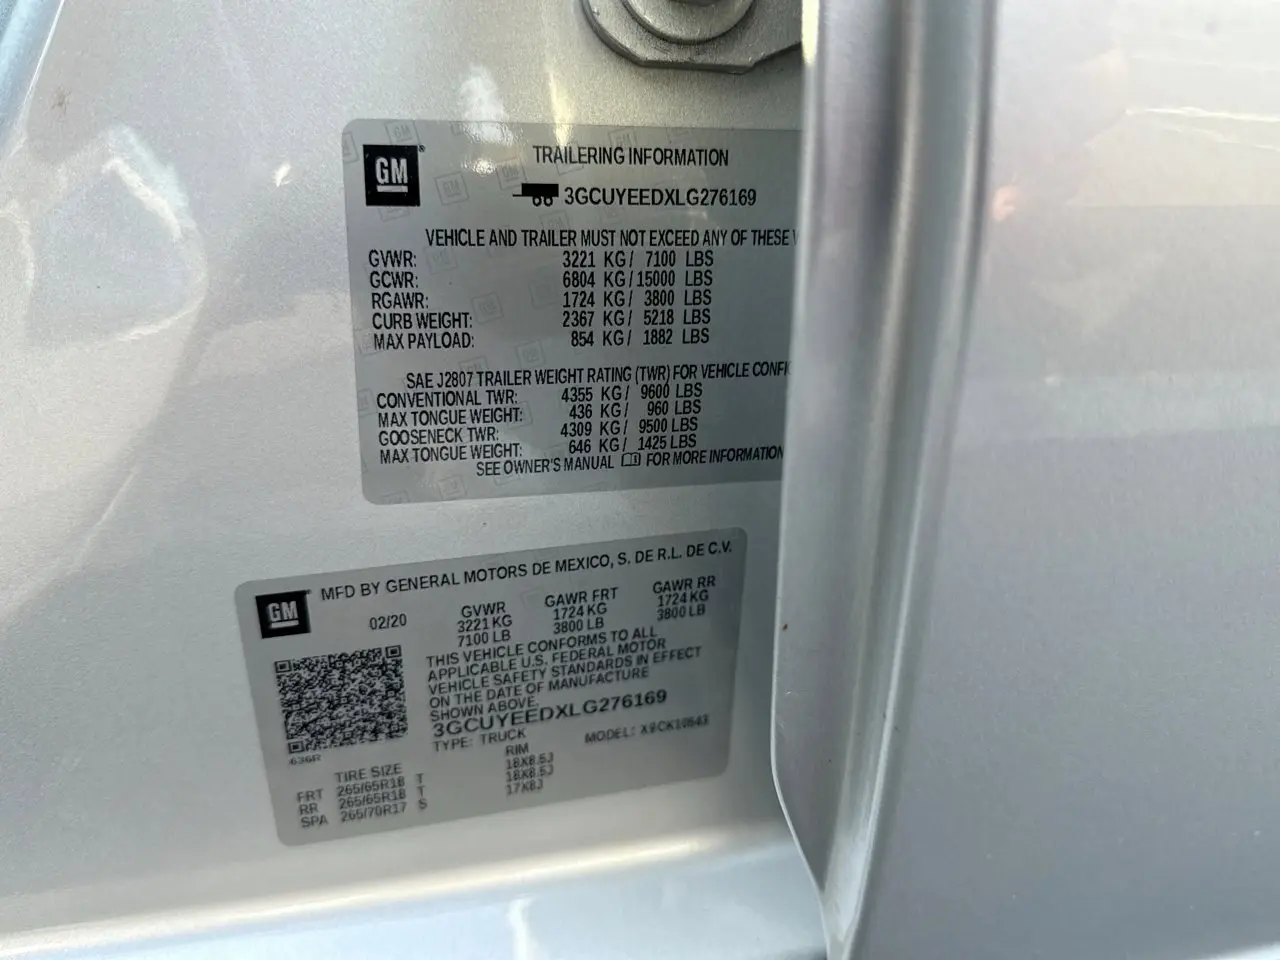 GM
TRAILERING INFORMATION
3GCUYEEDXLG276169
VEHICLE AND TRAILER MUST NOT EXCEED ANY OF THESE
GVWR: 3221 KG/ 7100 LBS
GCWR: 6804 KG/15000 LBS
RGAWR: 1724 KG/ 3800 LBS
CURB WEIGHT: 2367 KG/ 5218 LBS
MAX PAYLOAD: 854 KG/ 1882 LBS
SAE J2807 TRAILER WEIGHT RATING (TWR) FOR VEHICLE
CONVENTIONAL TWR: 4355 KG/ 9600 LBS
MAX TONGUE WEIGHT: 436 KG/ 960 LBS
GOOSENECK TWR: 4309 KG/ 9500 LBS
MAX TONGUE WEIGHT: 646 KG/ 1425 LBS
SEE OWNER'S MANUAL FOR MORE INFORMATION
GM
MFD BY GENERAL MOTORS DE MEXICO, S. DE R.L. DE C.V.
02/20 GVWR GAWR FRT GAWR RR
3221 KG 1724 KG 1724 KG
7100 LB 3800 LB 3800 LB
THIS VEHICLE CONFORMS TO ALL
APPLICABLE U.S. FEDERAL MOTOR
VEHICLE SAFETY STANDARDS IN EFFECT
ON THE DATE OF MANUFACTURE
SHOWN ABOVE.
3GCUYEEDXLG276169
TYPE: TRUCK MODEL: CK10543
636R
TIRE SIZE RIM
FRT 265/65R18 T 18X8.5J
RR 265/65R18 T 18X8.5J
SPA 265/70R17 S 17X8J